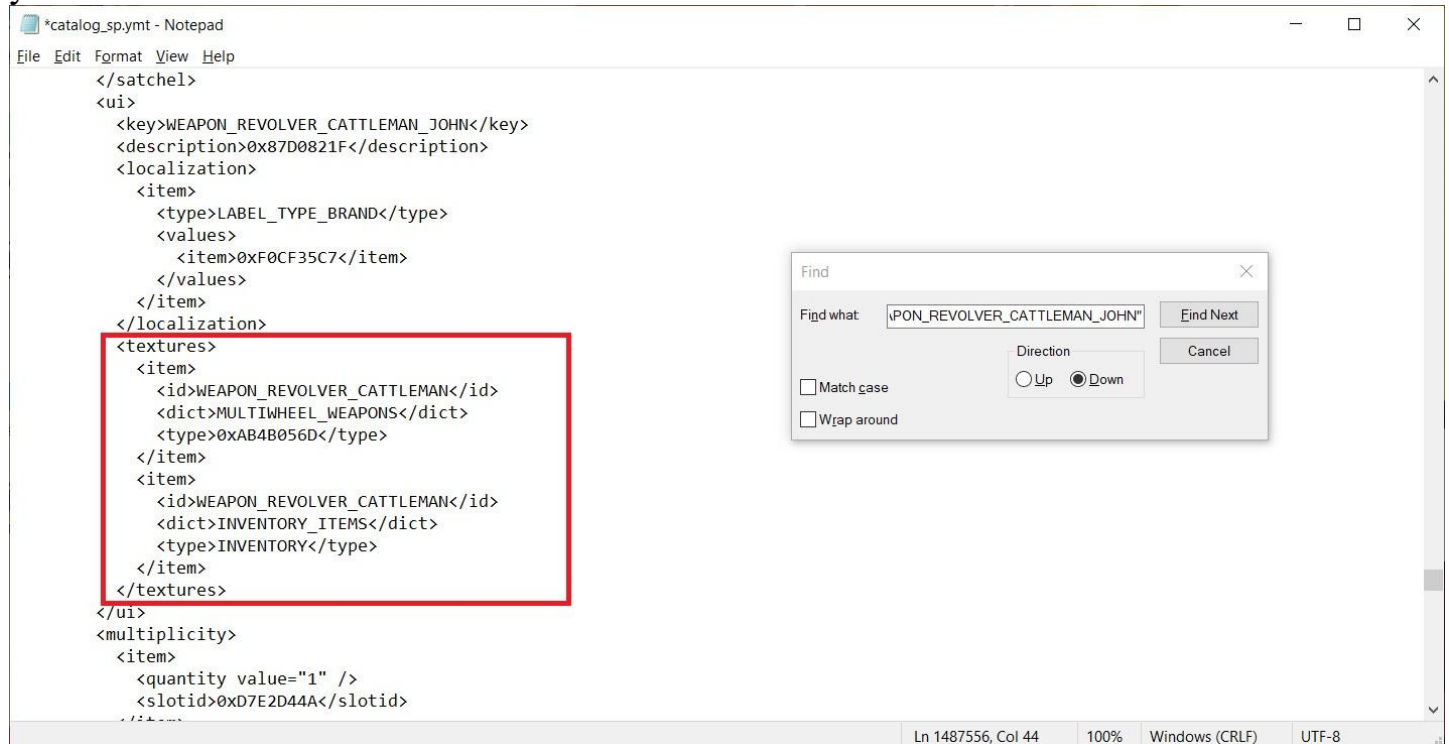 y
*catalog_sp.ymt - Notepad
File Edit Format View Help
</satchel>
<ui>
<key>WEAPON_REVOLVER_CATTLEMAN_JOHN</key>
<description>0x87D0821F</description>
<localization>
<item>
<type>LABEL_TYPE_BRAND</type>
<values>
<item>0xF0CF35C7</item>
</values>
</item>
</localization>
<textures>
<item>
<id>WEAPON_REVOLVER_CATTLEMAN</id>
<dict>MULTIWHEEL_WEAPONS</dict>
<type>0xAB4B056D</type>
</item>
<item>
<id>WEAPON_REVOLVER_CATTLEMAN</id>
<dict>INVENTORY_ITEMS</dict>
<type>INVENTORY</type>
</item>
</textures>
</ui>
<multiplicity>
<item>
<quantity value="1" />
<slotid>0xD7E2D44A</slotid>
</item>
Find
Find what: PON_REVOLVER_CATTLEMAN_JOHN" Find Next
Direction Cancel
Up Down
Match case
Wrap around
Ln 1487556, Col 44 100% Windows (CRLF) UTF-8